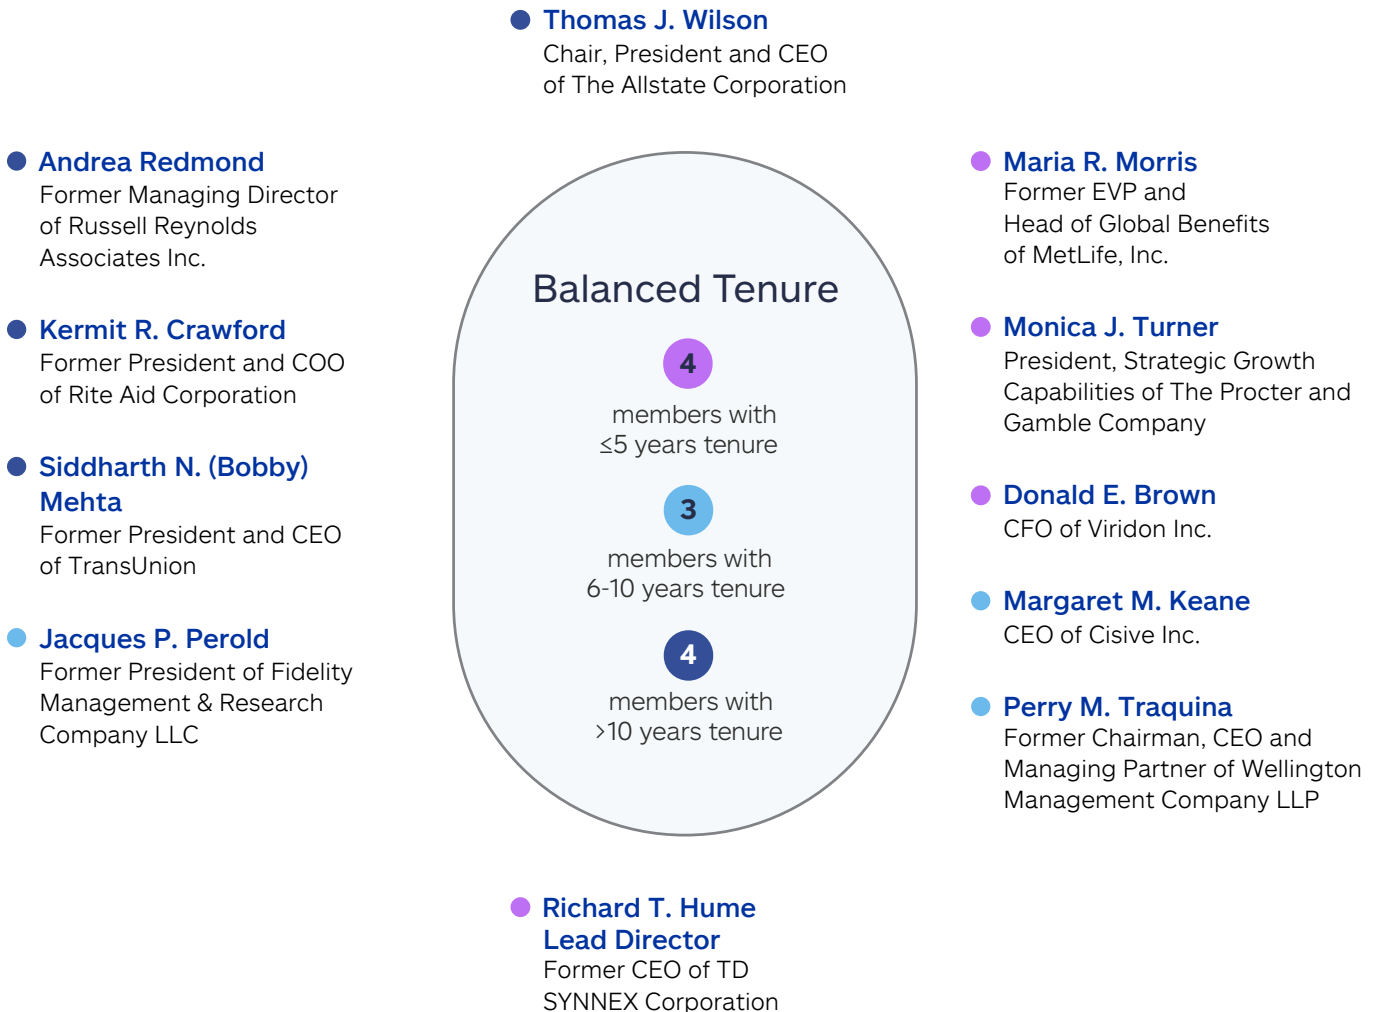 Thomas J. Wilson
Chair, President and CEO
of The Allstate Corporation
Andrea Redmond
Former Managing Director
of Russell Reynolds
Associates Inc.
Kermit R. Crawford
Former President and COO
of Rite Aid Corporation
Siddharth N. (Bobby)
Mehta
Former President and CEO
of TransUnion
Jacques P. Perold
Former President of Fidelity
Management & Research
Company LLC
Balanced Tenure
4
members with
≤5 years tenure
3
members with
6-10 years tenure
4
members with
>10 years tenure
Maria R. Morris
Former EVP and
Head of Global Benefits
of MetLife, Inc.
Monica J. Turner
President, Strategic Growth
Capabilities of The Procter and
Gamble Company
Donald E. Brown
CFO of Viridon Inc.
Margaret M. Keane
CEO of Cisive Inc.
Perry M. Traquina
Former Chairman, CEO and
Managing Partner of Wellington
Management Company LLP
Richard T. Hume
Lead Director
Former CEO of TD
SYNNEX Corporation